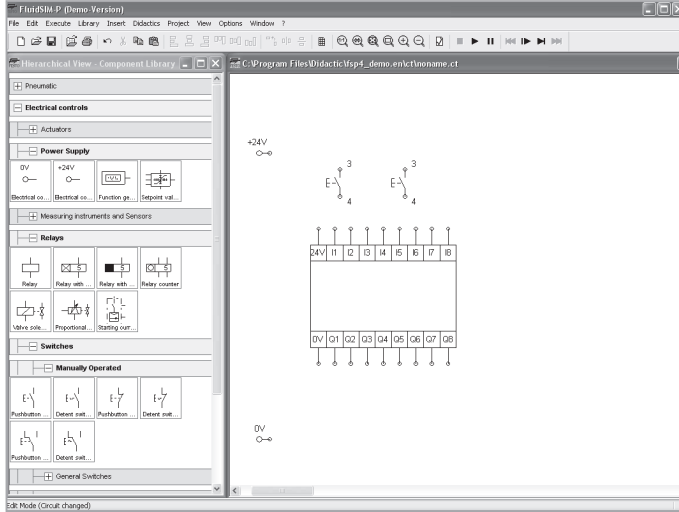 FluidSIM-P (Demo-Version)
File Edit Execute Library Insert Didactics Project View Options Window ?
Hierarchical View - Component Library
C:\Program Files\Didactic\fsp4_demo.en\ct\noname.ct
Pneumatic
Electrical controls
Actuators
Power Supply
0V +24V
Electrical co... Electrical co... Function ge... Setpoint val...
Measuring instruments and Sensors
Relays
Relay Relay with ... Relay with ... Relay counter
Valve sole... Proportional... Starting curr...
Switches
Manually Operated
Pushbutton ... Detent swit... Pushbutton ... Detent swit...
Pushbutton ... Detent swit...
General Switches
+24V
3 3
4 4
24V I1 I2 I3 I4 I5 I6 I7 I8
0V Q1 Q2 Q3 Q4 Q5 Q6 Q7 Q8
0V
Edit Mode (Circuit changed)